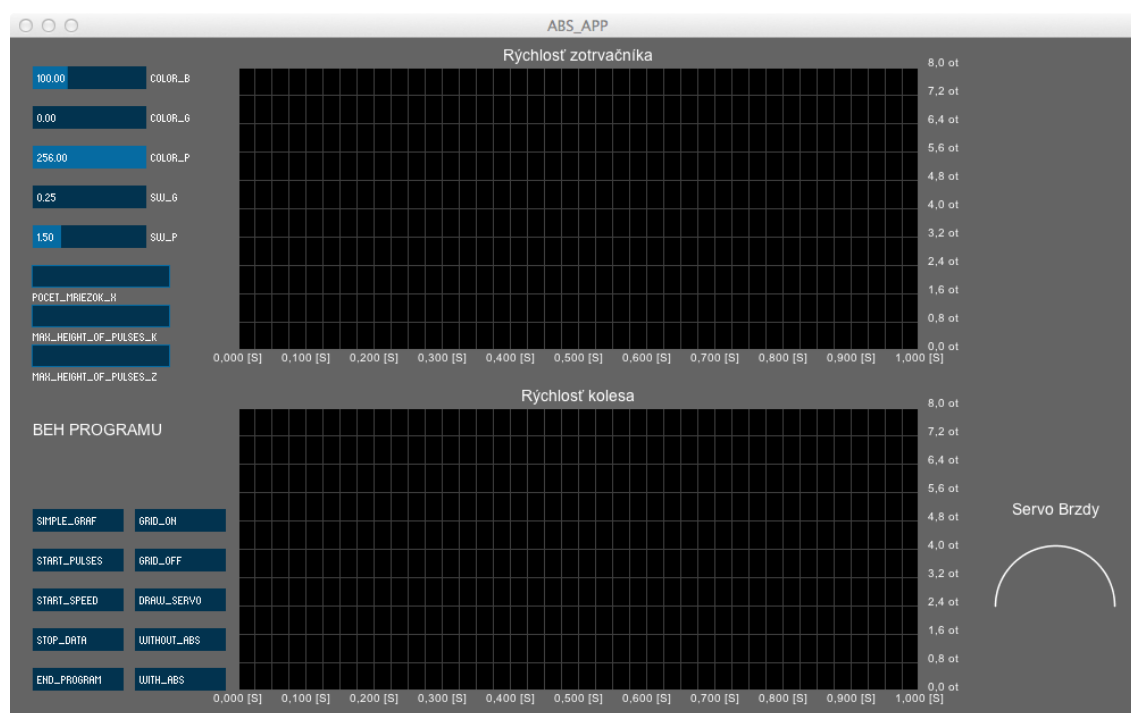 ABS_APP
100.00 COLOR_B
0.00 COLOR_G
256.00 COLOR_P
0.25 SW_G
1.50 SW_P
POCET_MRIEZOK_X
MAX_HEIGHT_OF_PULSES_K
MAX_HEIGHT_OF_PULSES_Z
Rýchlosť zotrvačníka
8,0 ot
7,2 ot
6,4 ot
5,6 ot
4,8 ot
4,0 ot
3,2 ot
2,4 ot
1,6 ot
0,8 ot
0,0 ot
0,000 [S] 0,100 [S] 0,200 [S] 0,300 [S] 0,400 [S] 0,500 [S] 0,600 [S] 0,700 [S] 0,800 [S] 0,900 [S] 1,000 [S]
BEH PROGRAMU
SIMPLE_GRAF GRID_ON
START_PULSES GRID_OFF
START_SPEED DRAW_SERVO
STOP_DATA WITHOUT_ABS
END_PROGRAM WITH_ABS
Rýchlosť kolesa
8,0 ot
7,2 ot
6,4 ot
5,6 ot
4,8 ot
4,0 ot
3,2 ot
2,4 ot
1,6 ot
0,8 ot
0,0 ot
0,000 [S] 0,100 [S] 0,200 [S] 0,300 [S] 0,400 [S] 0,500 [S] 0,600 [S] 0,700 [S] 0,800 [S] 0,900 [S] 1,000 [S]
Servo Brzdy